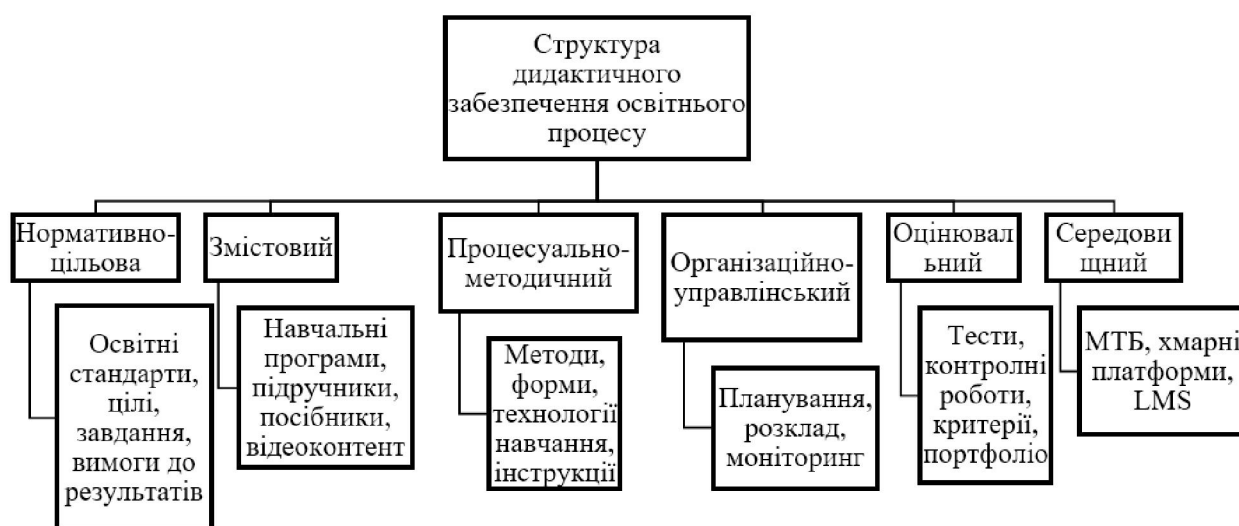 Структура
дидактичного
забезпечення освітнього
процесу
Нормативно-
цільова
Змістовий
Процесуально-
методичний
Організаційно-
управлінський
Оцінюваль
ьний
Середови
щний
Освітні
стандарти,
цілі,
завдання,
вимоги до
результатів
Навчальні
програми,
підручники,
посібники,
відеоконтент
Методи,
форми,
технології
навчання,
інструкції
Планування,
розклад,
моніторинг
Тести,
контрольні
роботи,
критерії,
портфоліо
МТБ, хмарні
платформи,
LMS